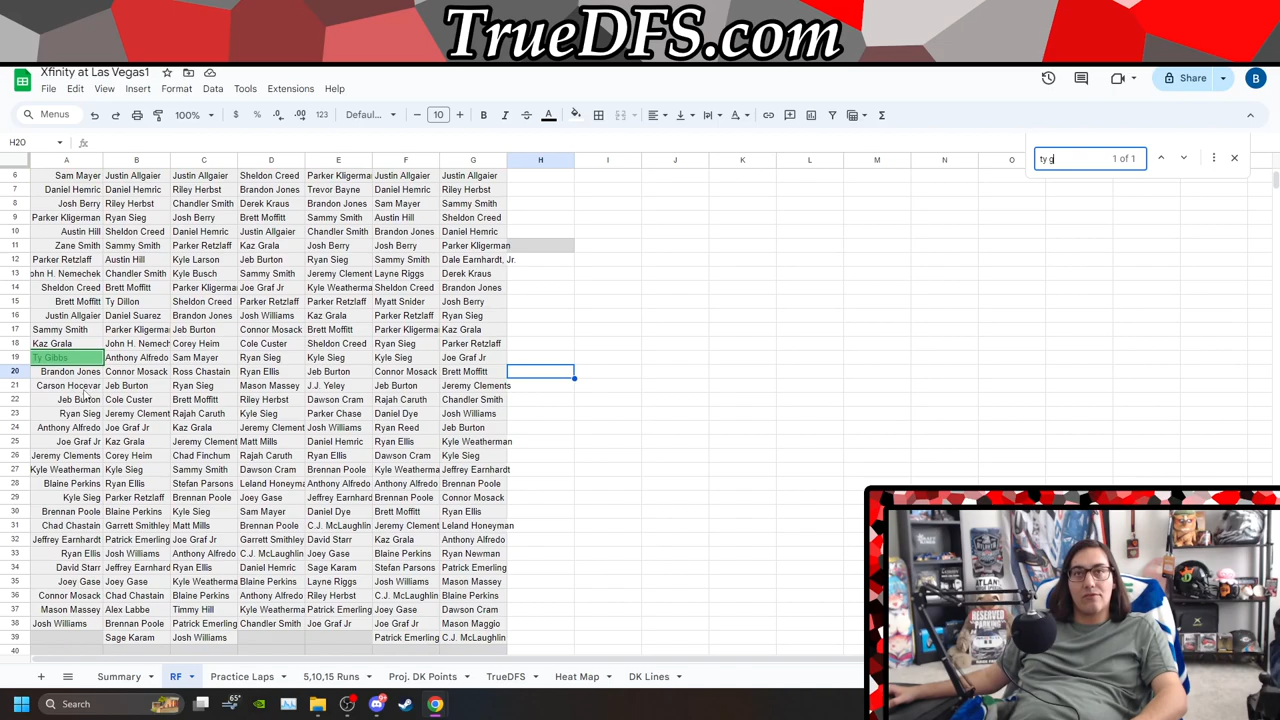 TrueDFS.com
Xfinity at Las Vegas1
File Edit View Insert Format Data Tools Extensions Help
Share
B
Menus 100% $ % .0 .00 123 Defaul... 10 B I A
H20
ty g 1 of 1
A B C D E F G H I J K L M N O
6 Sam Mayer Justin Allgaier Justin Allgaier Sheldon Creed Parker Kligerman Justin Allgaier Justin Allgaier
7 Daniel Hemric Daniel Hemric Riley Herbst Brandon Jones Trevor Bayne Daniel Hemric Riley Herbst
8 Josh Berry Riley Herbst Chandler Smith Derek Kraus Brandon Jones Sam Mayer Sammy Smith
9 Parker Kligerman Ryan Sieg Josh Berry Brett Moffitt Sammy Smith Austin Hill Sheldon Creed
10 Austin Hill Sheldon Creed Daniel Hemric Justin Allgaier Chandler Smith Brandon Jones Daniel Hemric
11 Zane Smith Sammy Smith Parker Retzlaff Kaz Grala Josh Berry Josh Berry Parker Kligerman
12 Parker Retzlaff Austin Hill Kyle Larson Jeb Burton Ryan Sieg Sammy Smith Dale Earnhardt, Jr.
13 ohn H. Nemechek Chandler Smith Kyle Busch Sammy Smith Jeremy Clement Layne Riggs Derek Kraus
14 Sheldon Creed Brett Moffitt Parker Kligerman Joe Graf Jr Kyle Weatherma Sheldon Creed Brandon Jones
15 Brett Moffitt Ty Dillon Sheldon Creed Parker Retzlaff Parker Retzlaff Myatt Snider Josh Berry
16 Justin Allgaier Daniel Suarez Daniel Hemric Josh Williams Kaz Grala Parker Retzlaff Ryan Sieg
17 Sammy Smith Parker Kligerman Jeb Burton Connor Mosack Brett Moffitt Parker Kligerman Kaz Grala
18 Kaz Grala John H. Nemech Corey Heim Cole Custer Sheldon Creed Ryan Sieg Parker Retzlaff
19 Ty Gibbs Anthony Alfredo Sam Mayer Ryan Sieg Kyle Sieg Kyle Sieg Joe Graf Jr
20 Brandon Jones Connor Mosack Ross Chastain Ryan Ellis Jeb Burton Connor Mosack Brett Moffitt
21 Carson Hocevar Jeb Burton Ryan Sieg Mason Massey J.J. Yeley Jeb Burton Jeremy Clements
22 Jeb Burton Cole Custer Brett Moffitt Riley Herbst Dawson Cram Rajah Caruth Chandler Smith
23 Ryan Sieg Jeremy Clement Rajah Caruth Kyle Sieg Parker Chase Daniel Dye Josh Williams
24 Anthony Alfredo Joe Graf Jr Kaz Grala Jeremy Clement Josh Williams Ryan Reed Jeb Burton
25 Joe Graf Jr Kaz Grala Jeremy Clement Matt Mills Daniel Hemric Ryan Ellis Kyle Weatherman
26 Jeremy Clements Corey Heim Chad Finchum Rajah Caruth Ryan Ellis Dawson Cram Kyle Sieg
27 Kyle Weatherman Kyle Sieg Sammy Smith Dawson Cram Brennan Poole Kyle Weatherma Jeffrey Earnhardt
28 Blaine Perkins Ryan Ellis Stefan Parsons Leland Honeyma Anthony Alfredo Anthony Alfredo Ryan Ellis
29 Kyle Sieg Parker Retzlaff Brennan Poole Joey Gase Jeffrey Earnhard Brennan Poole Connor Mosack
30 Brennan Poole Brennan Poole Kyle Sieg Sam Mayer Daniel Dye Brett Moffitt Ryan Sieg
31 Chad Chastain Garrett Smithley Matt Mills Brennan Poole C.J. McLaughlin Jeremy Clement Leland Honeyman
32 Jeffrey Earnhardt Patrick Emerling Joe Graf Jr Garrett Smithley David Starr Kaz Grala Anthony Alfredo
33 Ryan Ellis Josh Williams Anthony Alfredo C.J. McLaughlin Joey Gase Blaine Perkins Ryan Newman
34 David Starr Jeffrey Earnhard Ryan Ellis Daniel Hemric Sage Karam Stefan Parsons Patrick Emerling
35 Joey Gase Joey Gase Kyle Weatherma Blaine Perkins Layne Riggs Josh Williams Mason Massey
36 Connor Mosack Chad Chastain Blaine Perkins Anthony Alfredo Riley Herbst Joey Gase Dawson Cram
37 Mason Massey Alex Labbe Timmy Hill Kyle Weatherma Patrick Emerling Joey Gase Dawson Cram
38 Josh Williams Brennan Poole Patrick Emerling Chandler Joe Graf Jr Mason Maggio
39 Sage Karam Josh Williams Patrick Emerling C.J. McLaughlin
40
Summary RF Practice Laps 5,10,15 Runs Proj. DK Points TrueDFS Heat Map DK Lines
Search
65°